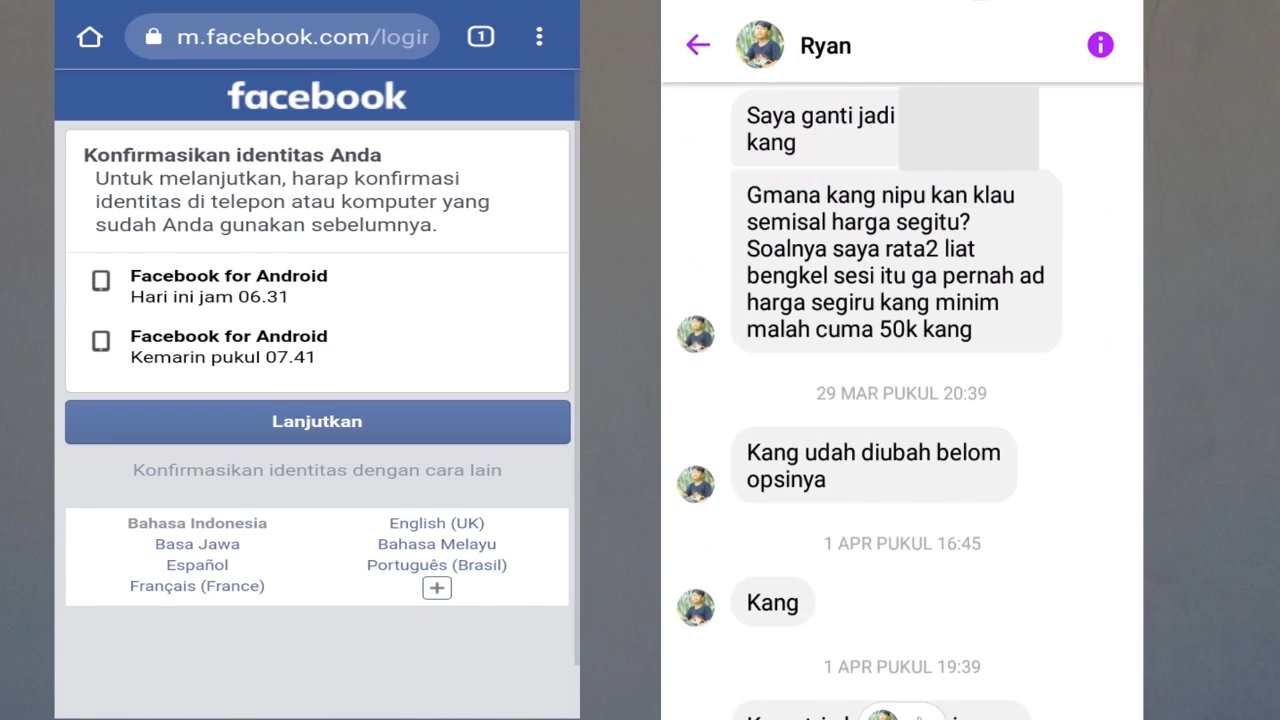 m.facebook.com/logir
1
facebook
Konfirmasikan identitas Anda
Untuk melanjutkan, harap konfirmasi
identitas di telepon atau komputer yang
sudah Anda gunakan sebelumnya.
Facebook for Android
Hari ini jam 06.31
Facebook for Android
Kemarin pukul 07.41
Lanjutkan
Konfirmasikan identitas dengan cara lain
Bahasa Indonesia
English (UK)
Basa Jawa
Bahasa Melayu
Español
Português (Brasil)
Français (France)
Ryan
Saya ganti jadi
kang
Gmana kang nipu kan klau
semisal harga segitu?
Soalnya saya rata2 liat
bengkel sesi itu ga pernah ad
harga segiru kang minim
malah cuma 50k kang
29 MAR PUKUL 20:39
Kang udah diubah belom
opsinya
1 APR PUKUL 16:45
Kang
1 APR PUKUL 19:39